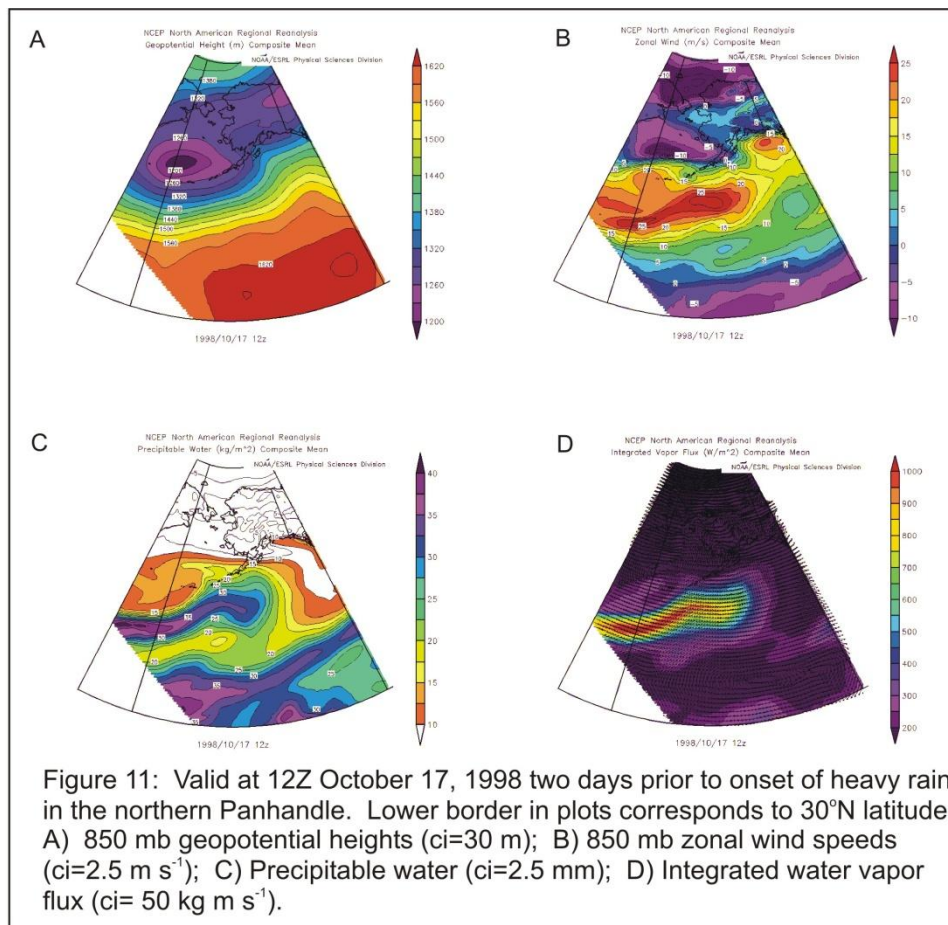 A
NCEP North American Regional Reanalysis
Geopotential Height (m) Composite Mean
NOAA/ESRL Physical Sciences Division
1620
1560
1500
1440
1380
1320
1260
1200
1998/10/17 12z
B
NCEP North American Regional Reanalysis
Zonal Wind (m/s) Composite Mean
NOAA/ESRL Physical Sciences Division
25
20
15
10
5
0
-5
-10
1998/10/17 12z
C
NCEP North American Regional Reanalysis
Precipitable Water (kg/m^2) Composite Mean
NOAA/ESRL Physical Sciences Division
40
35
30
25
20
15
10
1998/10/17 12z
D
NCEP North American Regional Reanalysis
Integrated Vapor Flux (W/m^2) Composite Mean
NOAA/ESRL Physical Sciences Division
1000
900
800
700
600
500
400
300
200
1998/10/17 12z
Figure 11: Valid at 12Z October 17, 1998 two days prior to onset of heavy rain
in the northern Panhandle. Lower border in plots corresponds to 30°N latitude
A) 850 mb geopotential heights (ci=30 m); B) 850 mb zonal wind speeds
(ci=2.5 m s⁻¹); C) Precipitable water (ci=2.5 mm); D) Integrated water vapor
flux (ci= 50 kg m s⁻¹).